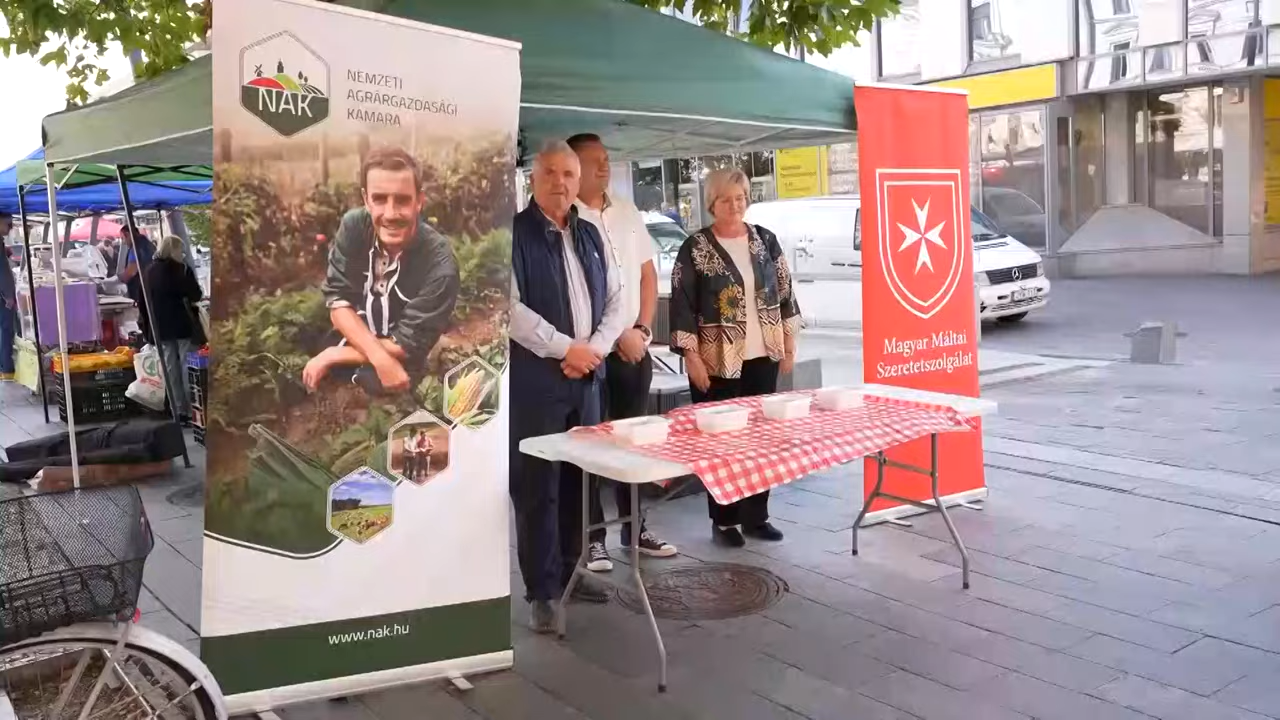 NAK
NEMZETI
AGRÁRGAZDASÁGI
KAMARA
www.nak.hu
Magyar Máltai
Szeretetszolgálat